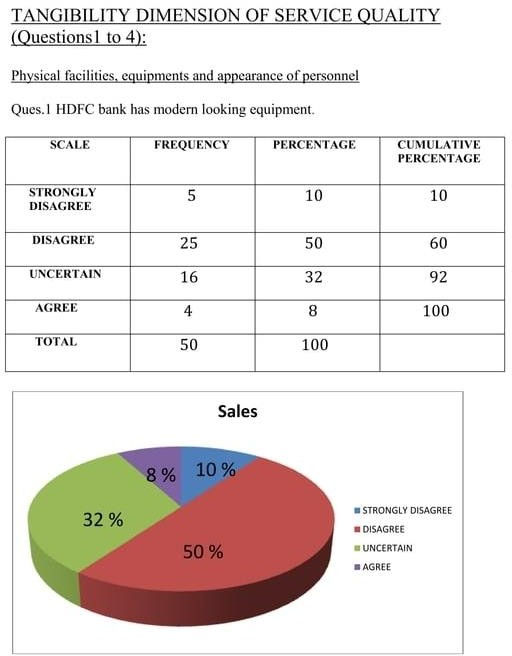 TANGIBILITY DIMENSION OF SERVICE QUALITY
(Questions1 to 4):
Physical facilities, equipments and appearance of personnel
Ques.1 HDFC bank has modern looking equipment.
SCALE FREQUENCY PERCENTAGE CUMULATIVE
PERCENTAGE
STRONGLY
DISAGREE 5 10 10
DISAGREE 25 50 60
UNCERTAIN 16 32 92
AGREE 4 8 100
TOTAL 50 100
Sales
8 % 10 %
32 %
50 %
STRONGLY DISAGREE
DISAGREE
UNCERTAIN
AGREE